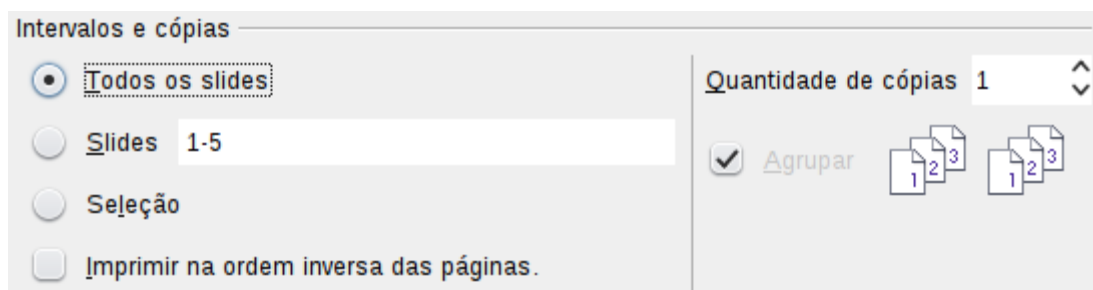 Intervalos e cópias
Todos os slides
Slides 1-5
Seleção
Imprimir na ordem inversa das páginas.
Quantidade de cópias 1
Agrupar 1 2 3 1 2 3